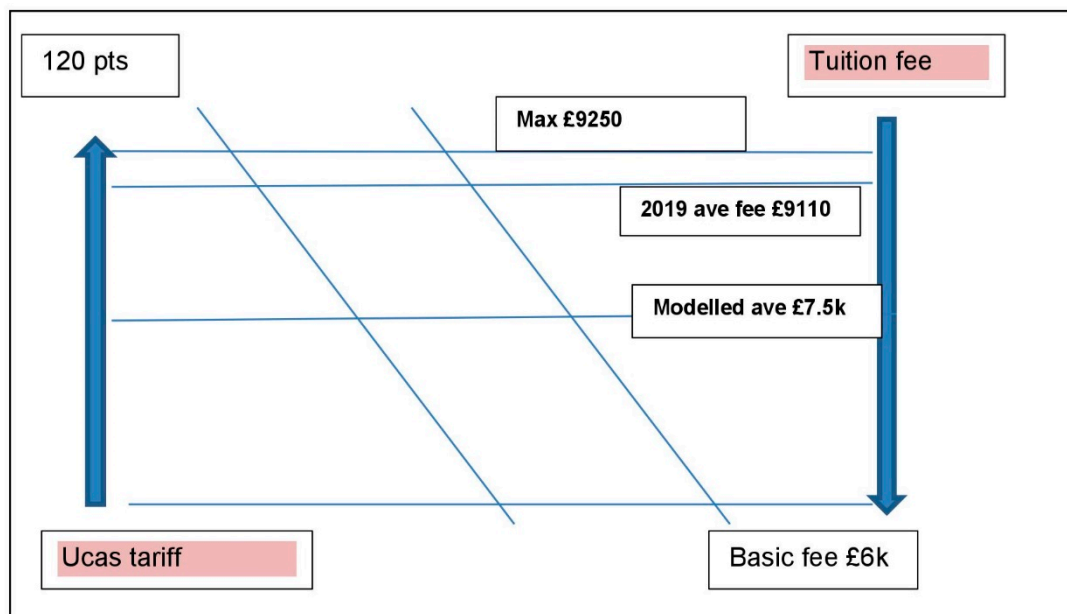 120 pts
Tuition fee
Max £9250
2019 ave fee £9110
Modelled ave £7.5k
Ucas tariff
Basic fee £6k